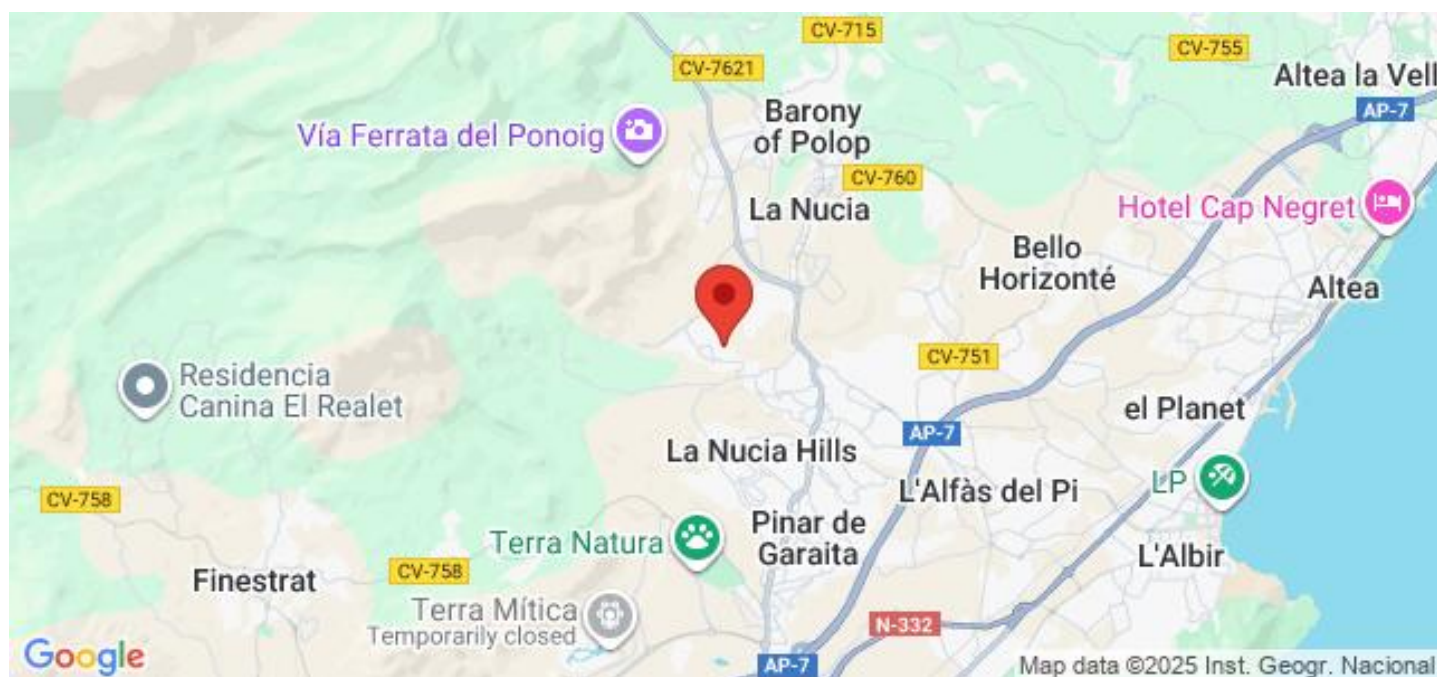 CV-715
CV-755
CV-7621
Altea la Vell
AP-7
Barony
of Polop
Vía Ferrata del Ponoig
CV-760
La Nucia
Hotel Cap Negret
Bello
Horizonté
Altea
CV-751
Residencia
Canina El Realet
el Planet
AP-7
La Nucia Hills
LP
L'Alfàs del Pi
CV-758
Pinar de
Garaita
Terra Natura
L'Albir
Finestrat
CV-758
Terra Mítica
Temporarily closed
N-332
Google
AP-7
Map data ©2025 Inst. Geogr. Nacional